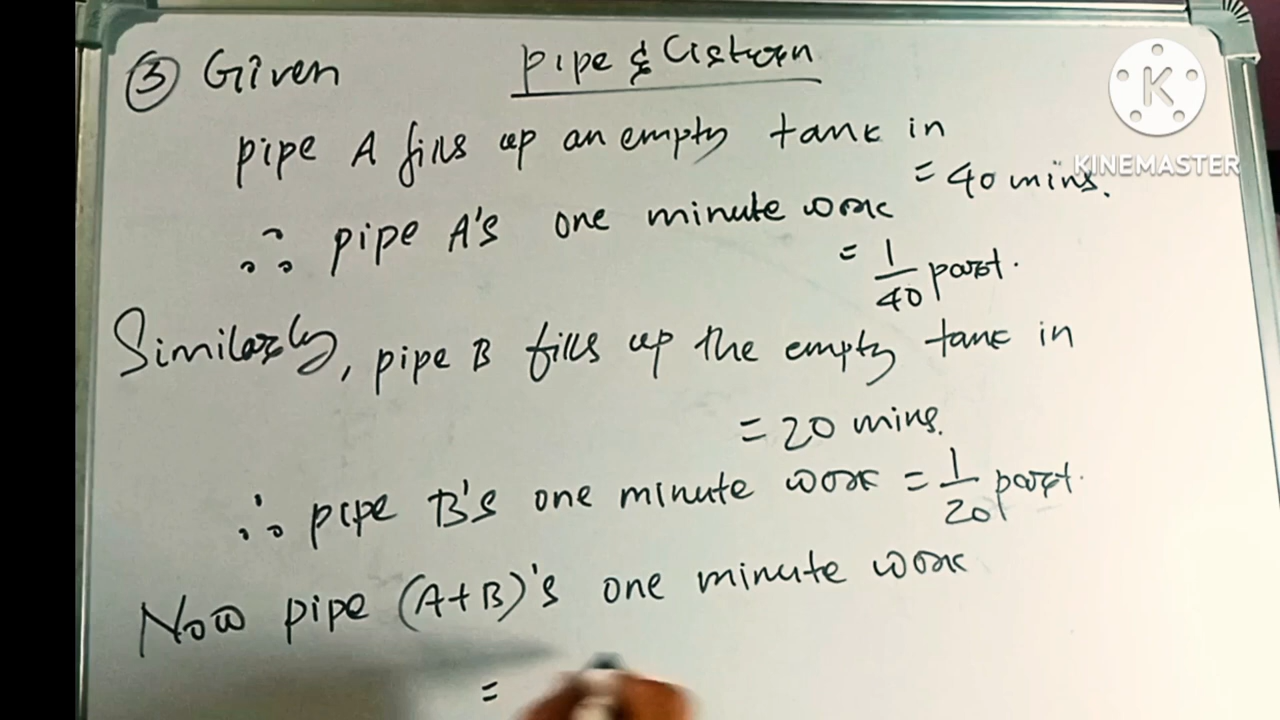 ③ Given
Pipe & Cistern
K
KINEMASTER
pipe A fills up an empty tank in
= 40 mins.
∴ pipe A's one minute work
= 1/40 part.
Similarly, pipe B fills up the empty tank in
= 20 mins.
∴ pipe B's one minute work = 1/20 part.
Now pipe (A+B)'s one minute work
=